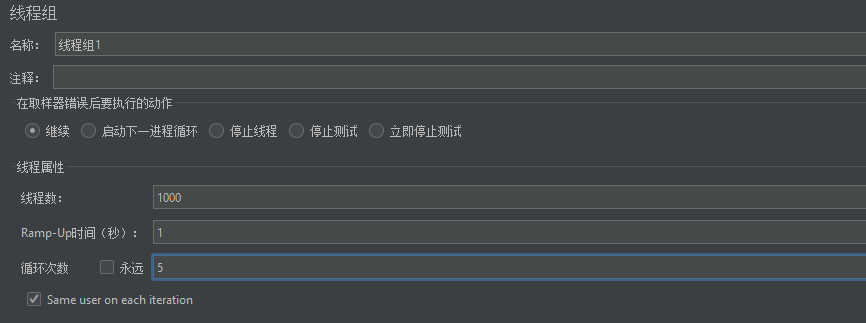 线程组
名称： 线程组1
注释：
在取样器错误后要执行的动作
继续 启动下一进程循环 停止线程 停止测试 立即停止测试
线程属性
线程数： 1000
Ramp-Up时间（秒）： 1
循环次数 永远 5
Same user on each iteration